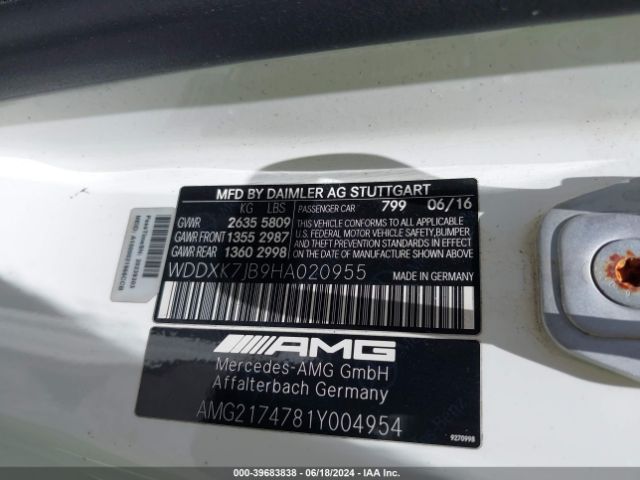 MFD BY DAIMLER AG STUTTGART
KG LBS
GVWR 2635 5809
GAWR FRONT 1355 2987
GAWR REAR 1360 2998
PASSENGER CAR 799 06/16
THIS VEHICLE CONFORMS TO ALL APPLICABLE
U.S. FEDERAL MOTOR VEHICLE SAFETY,BUMPER
AND THEFT PREVENTION STANDARDS IN EFFECT
ON THE DATE OF MANUFACTURE SHOWN ABOVE
MADE IN GERMANY
WDDXK7JB9HA020955
AMG
Mercedes-AMG GmbH
Affalterbach Germany
AMG2174781Y004954
9270998
000-39683838 - 06/18/2024 - IAA Inc.